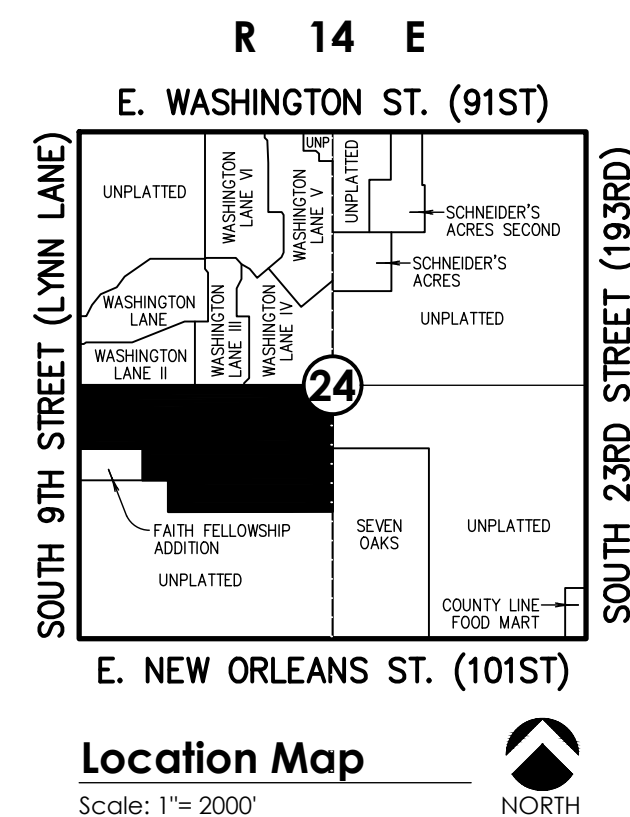 R 14 E
E. WASHINGTON ST. (91ST)
SOUTH 9TH STREET (LYNN LANE)
SOUTH 23RD STREET (193RD)
UNPLATTED
WASHINGTON
LANE VI
WASHINGTON
LANE V
UNP
UNPLATTED
SCHNEIDER'S
ACRES SECOND
SCHNEIDER'S
ACRES
UNPLATTED
WASHINGTON
LANE
WASHINGTON
LANE II
WASHINGTON
LANE III
WASHINGTON
LANE IV
24
FAITH FELLOWSHIP
ADDITION
UNPLATTED
SEVEN
OAKS
UNPLATTED
COUNTY LINE
FOOD MART
E. NEW ORLEANS ST. (101ST)
Location Map
Scale: 1"= 2000'
NORTH